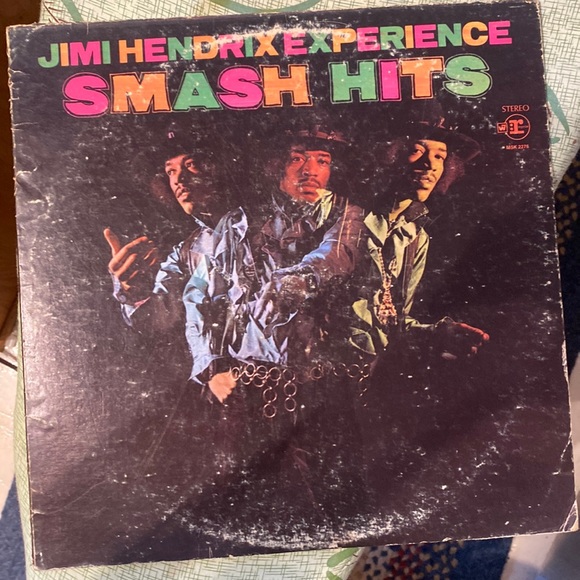 JIMI HENDRIX EXPERIENCE
SMASH HITS
STEREO